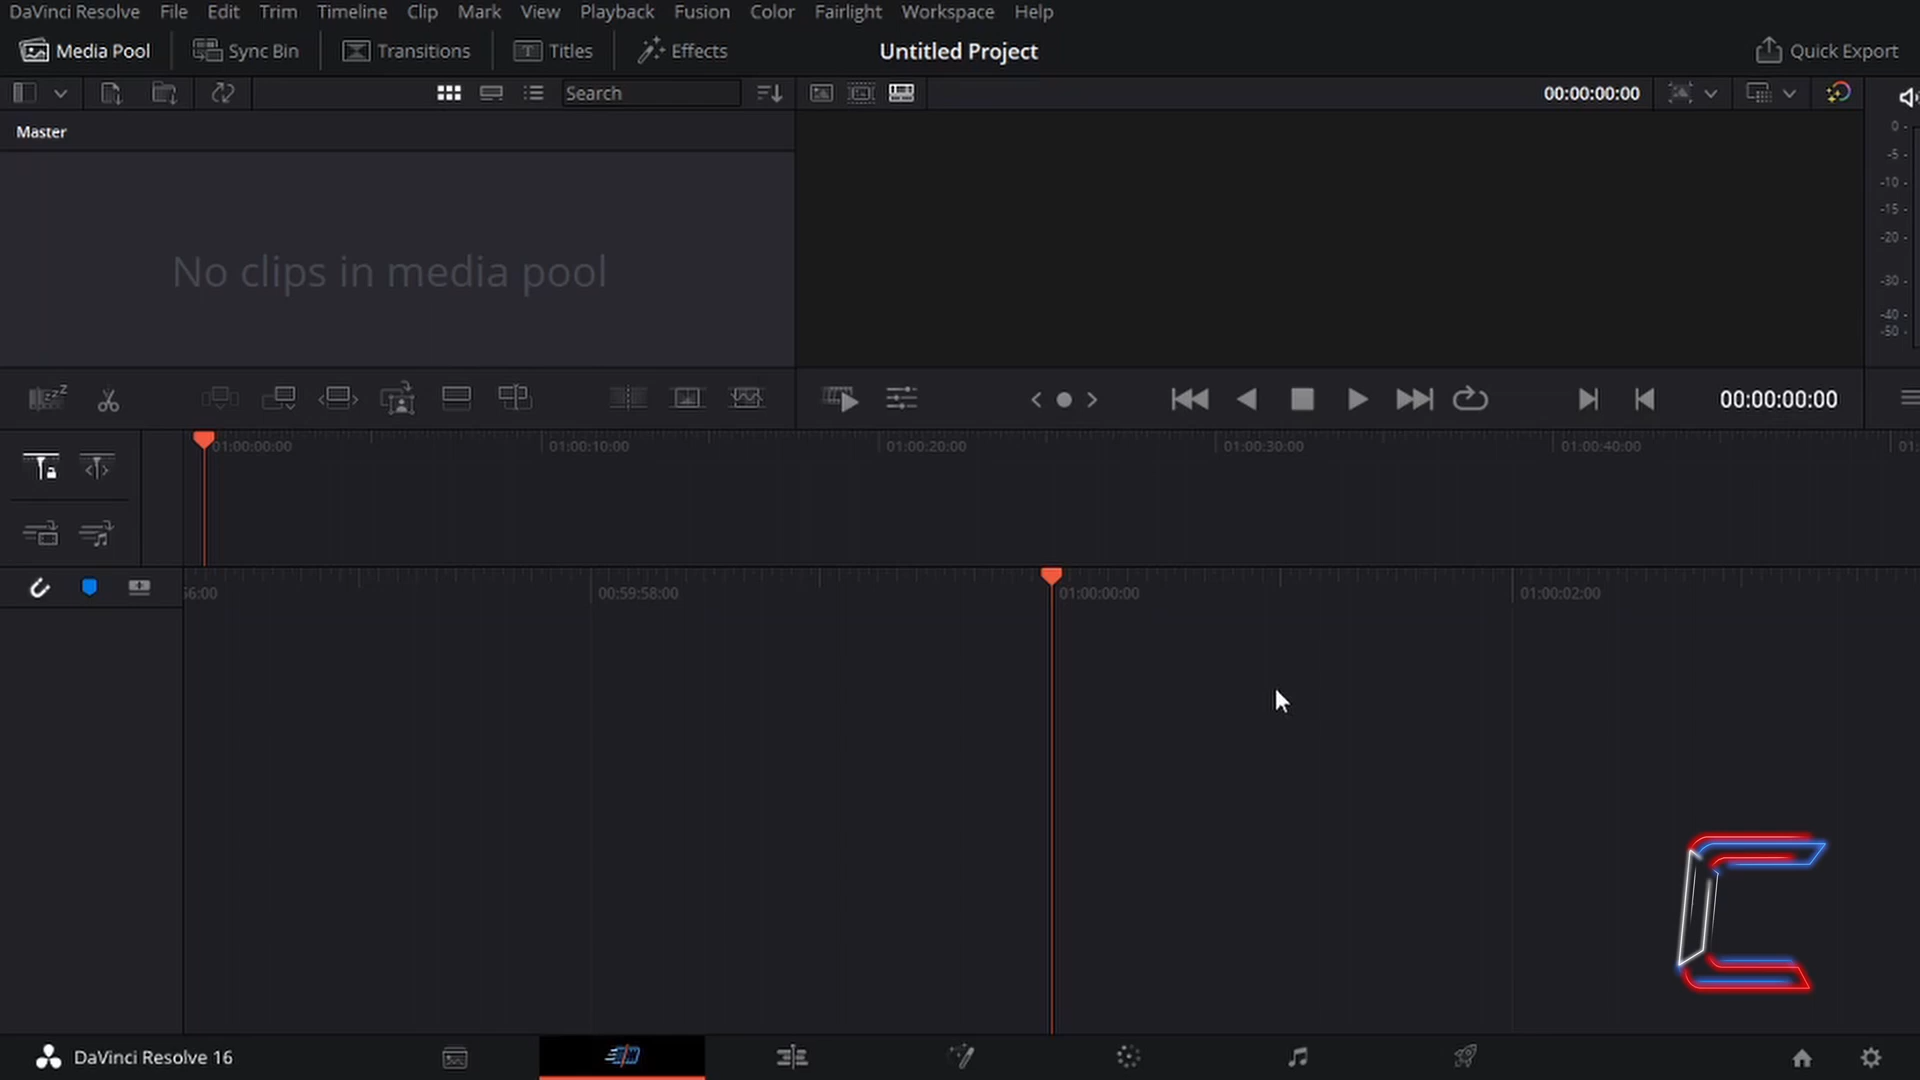 DaVinci Resolve File Edit Trim Timeline Clip Mark View Playback Fusion Color Fairlight Workspace Help
Media Pool Sync Bin Transitions Titles Effects Untitled Project Quick Export
Search 00:00:00:00
Master
0
-5
-10
-15
-20
-30
-40
-50
No clips in media pool
00:00:00:00
01:00:00:00 01:00:10:00 01:00:20:00 01:00:30:00 01:00:40:00 01:
56:00 00:59:58:00 01:00:00:00 01:00:02:00
DaVinci Resolve 16